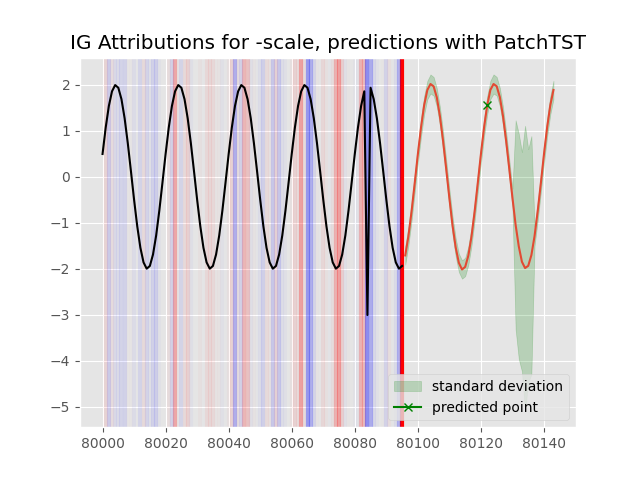 IG Attributions for -scale, predictions with PatchTST
2
1
0
−1
−2
−3
−4
−5
standard deviation
predicted point
80000 80020 80040 80060 80080 80100 80120 80140